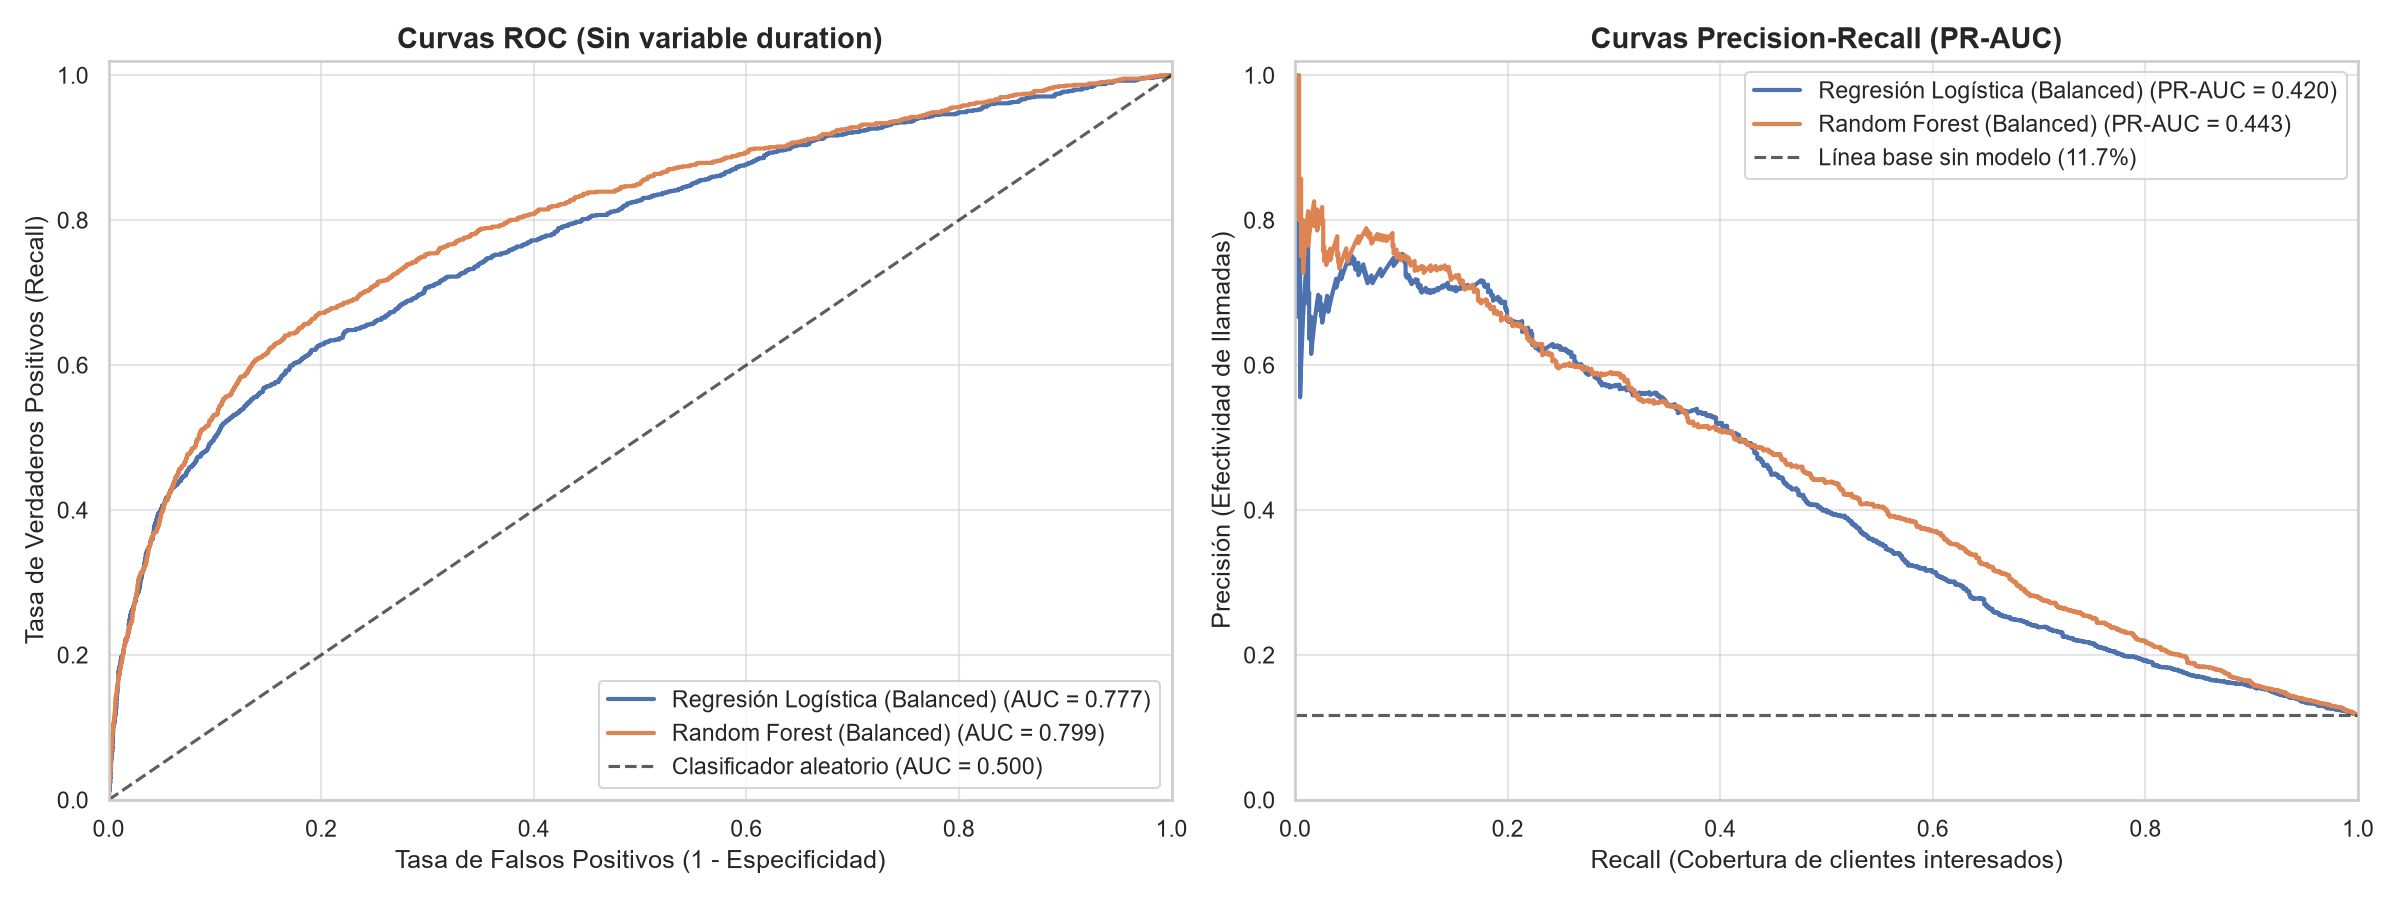 Curvas ROC (Sin variable duration)
Tasa de Verdaderos Positivos (Recall)
1.0
0.8
0.6
0.4
0.2
0.0
Regresión Logística (Balanced) (AUC = 0.777)
Random Forest (Balanced) (AUC = 0.799)
Clasificador aleatorio (AUC = 0.500)
0.0 0.2 0.4 0.6 0.8 1.0
Tasa de Falsos Positivos (1 - Especificidad)
Curvas Precision-Recall (PR-AUC)
Precisión (Efectividad de llamadas)
1.0
0.8
0.6
0.4
0.2
0.0
Regresión Logística (Balanced) (PR-AUC = 0.420)
Random Forest (Balanced) (PR-AUC = 0.443)
Línea base sin modelo (11.7%)
0.0 0.2 0.4 0.6 0.8 1.0
Recall (Cobertura de clientes interesados)